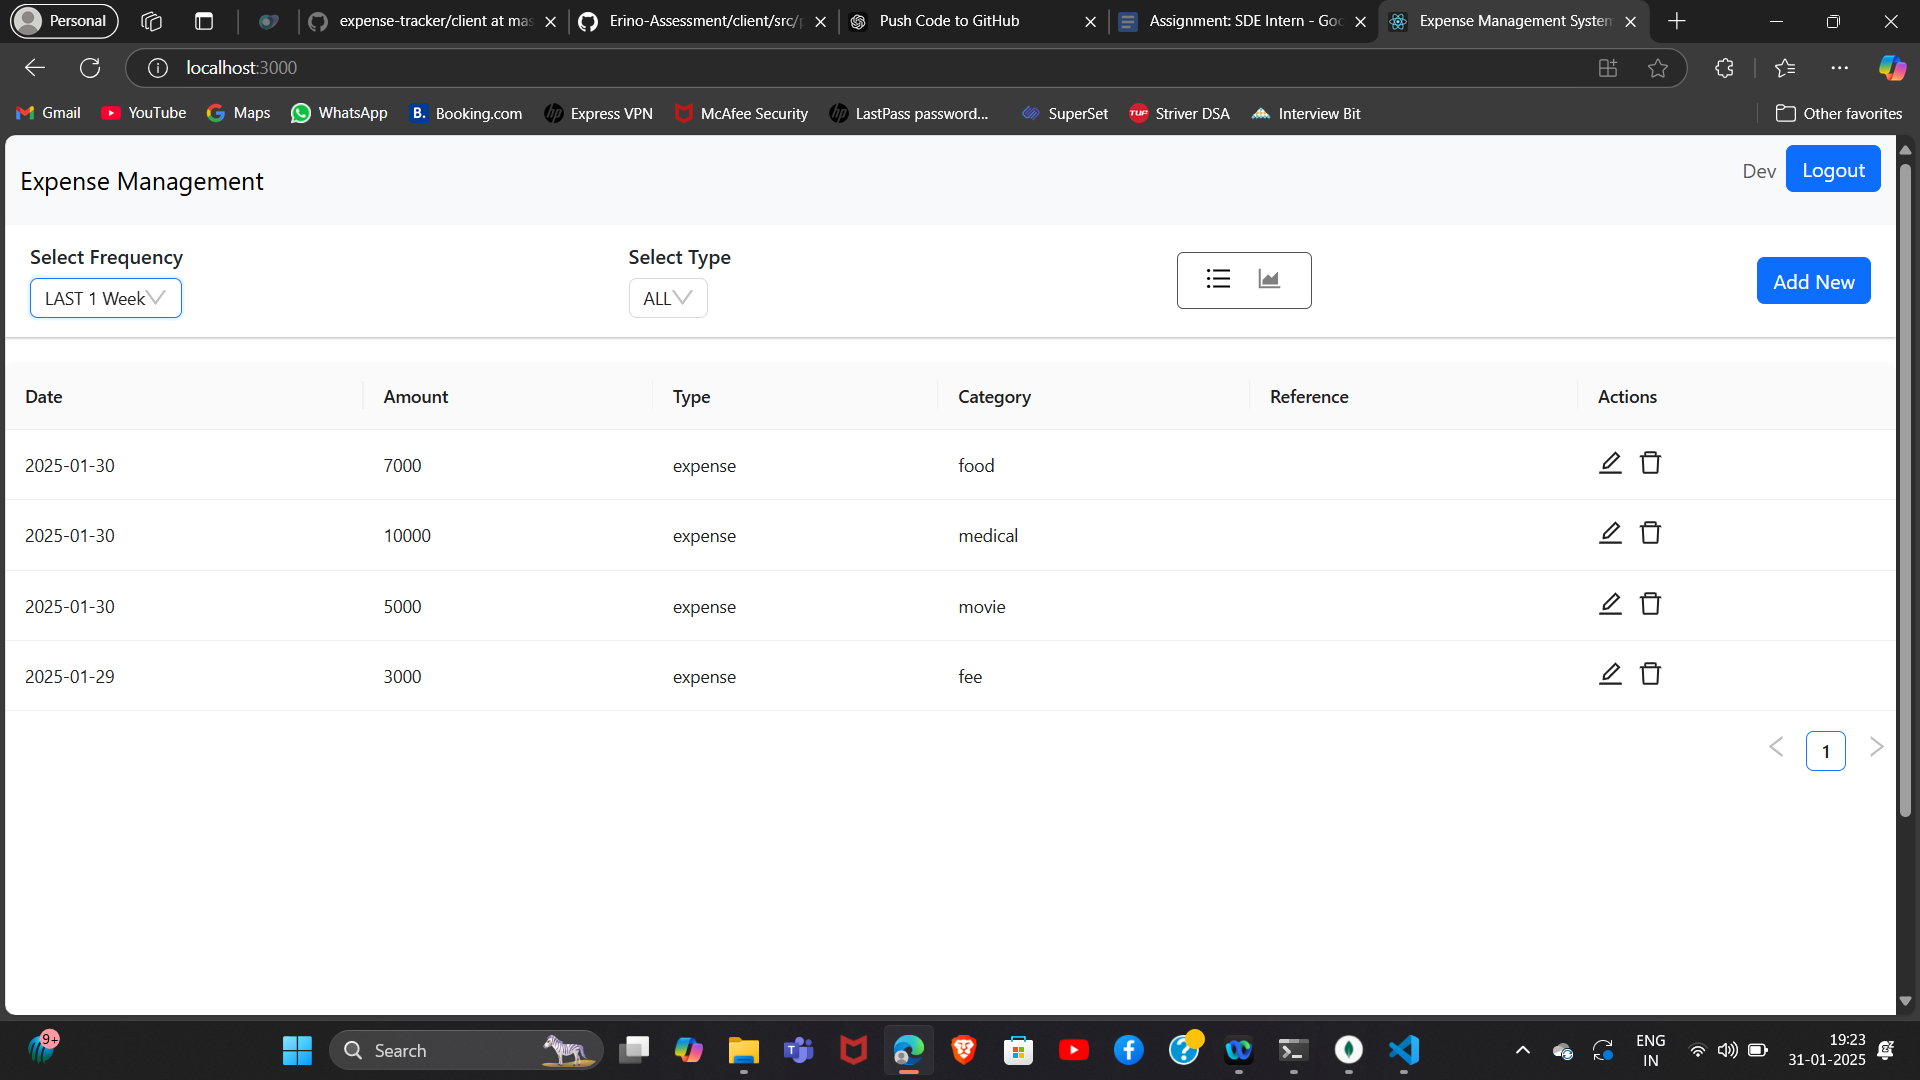 Personal
expense-tracker/client at mas
Erino-Assessment/client/src/p
Push Code to GitHub
Assignment: SDE Intern - Goo
Expense Management System
localhost:3000
Gmail
YouTube
Maps
WhatsApp
B. Booking.com
Express VPN
McAfee Security
LastPass password...
SuperSet
TUF Striver DSA
Interview Bit
Other favorites
Expense Management
Dev
Logout
Select Frequency
Select Type
LAST 1 Week
ALL
Add New
Date Amount Type Category Reference Actions
2025-01-30 7000 expense food
2025-01-30 10000 expense medical
2025-01-30 5000 expense movie
2025-01-29 3000 expense fee
1
9+
Search
ENG
IN
19:23
31-01-2025